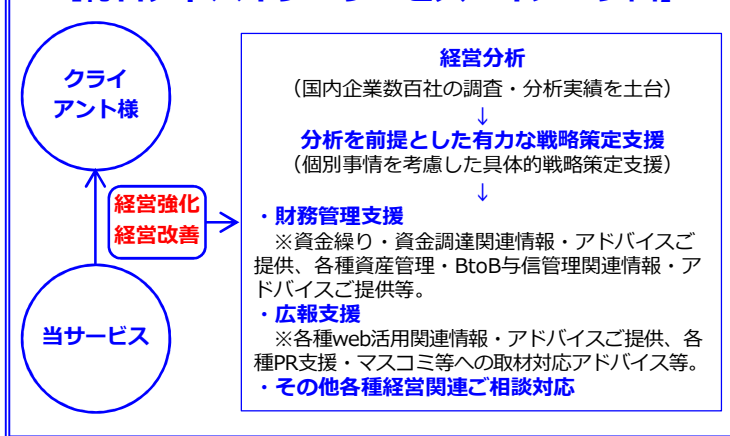 クライ
アント様
経営強化
経営改善
当サービス
経営分析
(国内企業数百社の調査・分析実績を土台)
↓
分析を前提とした有力な戦略策定支援
(個別事情を考慮した具体的戦略策定支援)
↓
・財務管理支援
※資金繰り・資金調達関連情報・アドバイスご
提供、各種資産管理・BtoB与信管理関連情報・ア
ドバイスご提供等。
・広報支援
※各種web活用関連情報・アドバイスご提供、各
種PR支援・マスコミ等への取材対応アドバイス等。
・その他各種経営関連ご相談対応